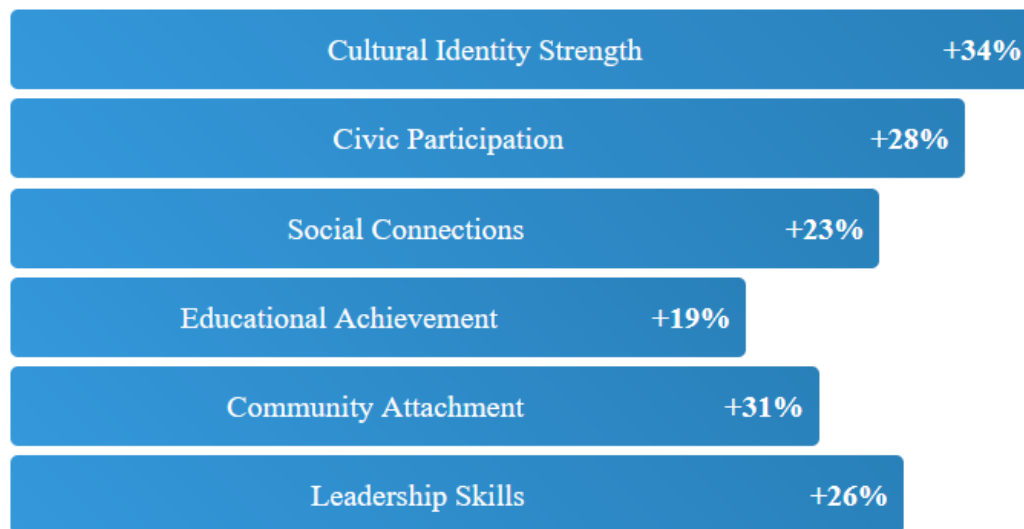 Cultural Identity Strength +34%
Civic Participation +28%
Social Connections +23%
Educational Achievement +19%
Community Attachment +31%
Leadership Skills +26%